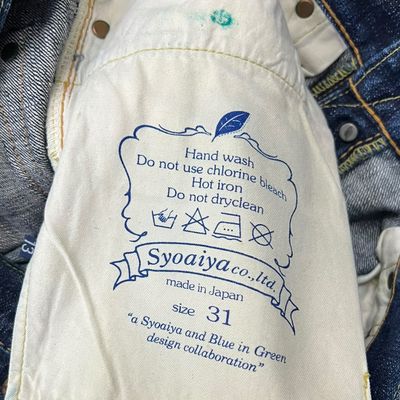 Hand wash
Do not use chlorine bleach
Hot iron
Do not dryclean
Syoaiya co.,ltd.
made in Japan
size 31
"a Syoaiya and Blue in Green
design collaboration"